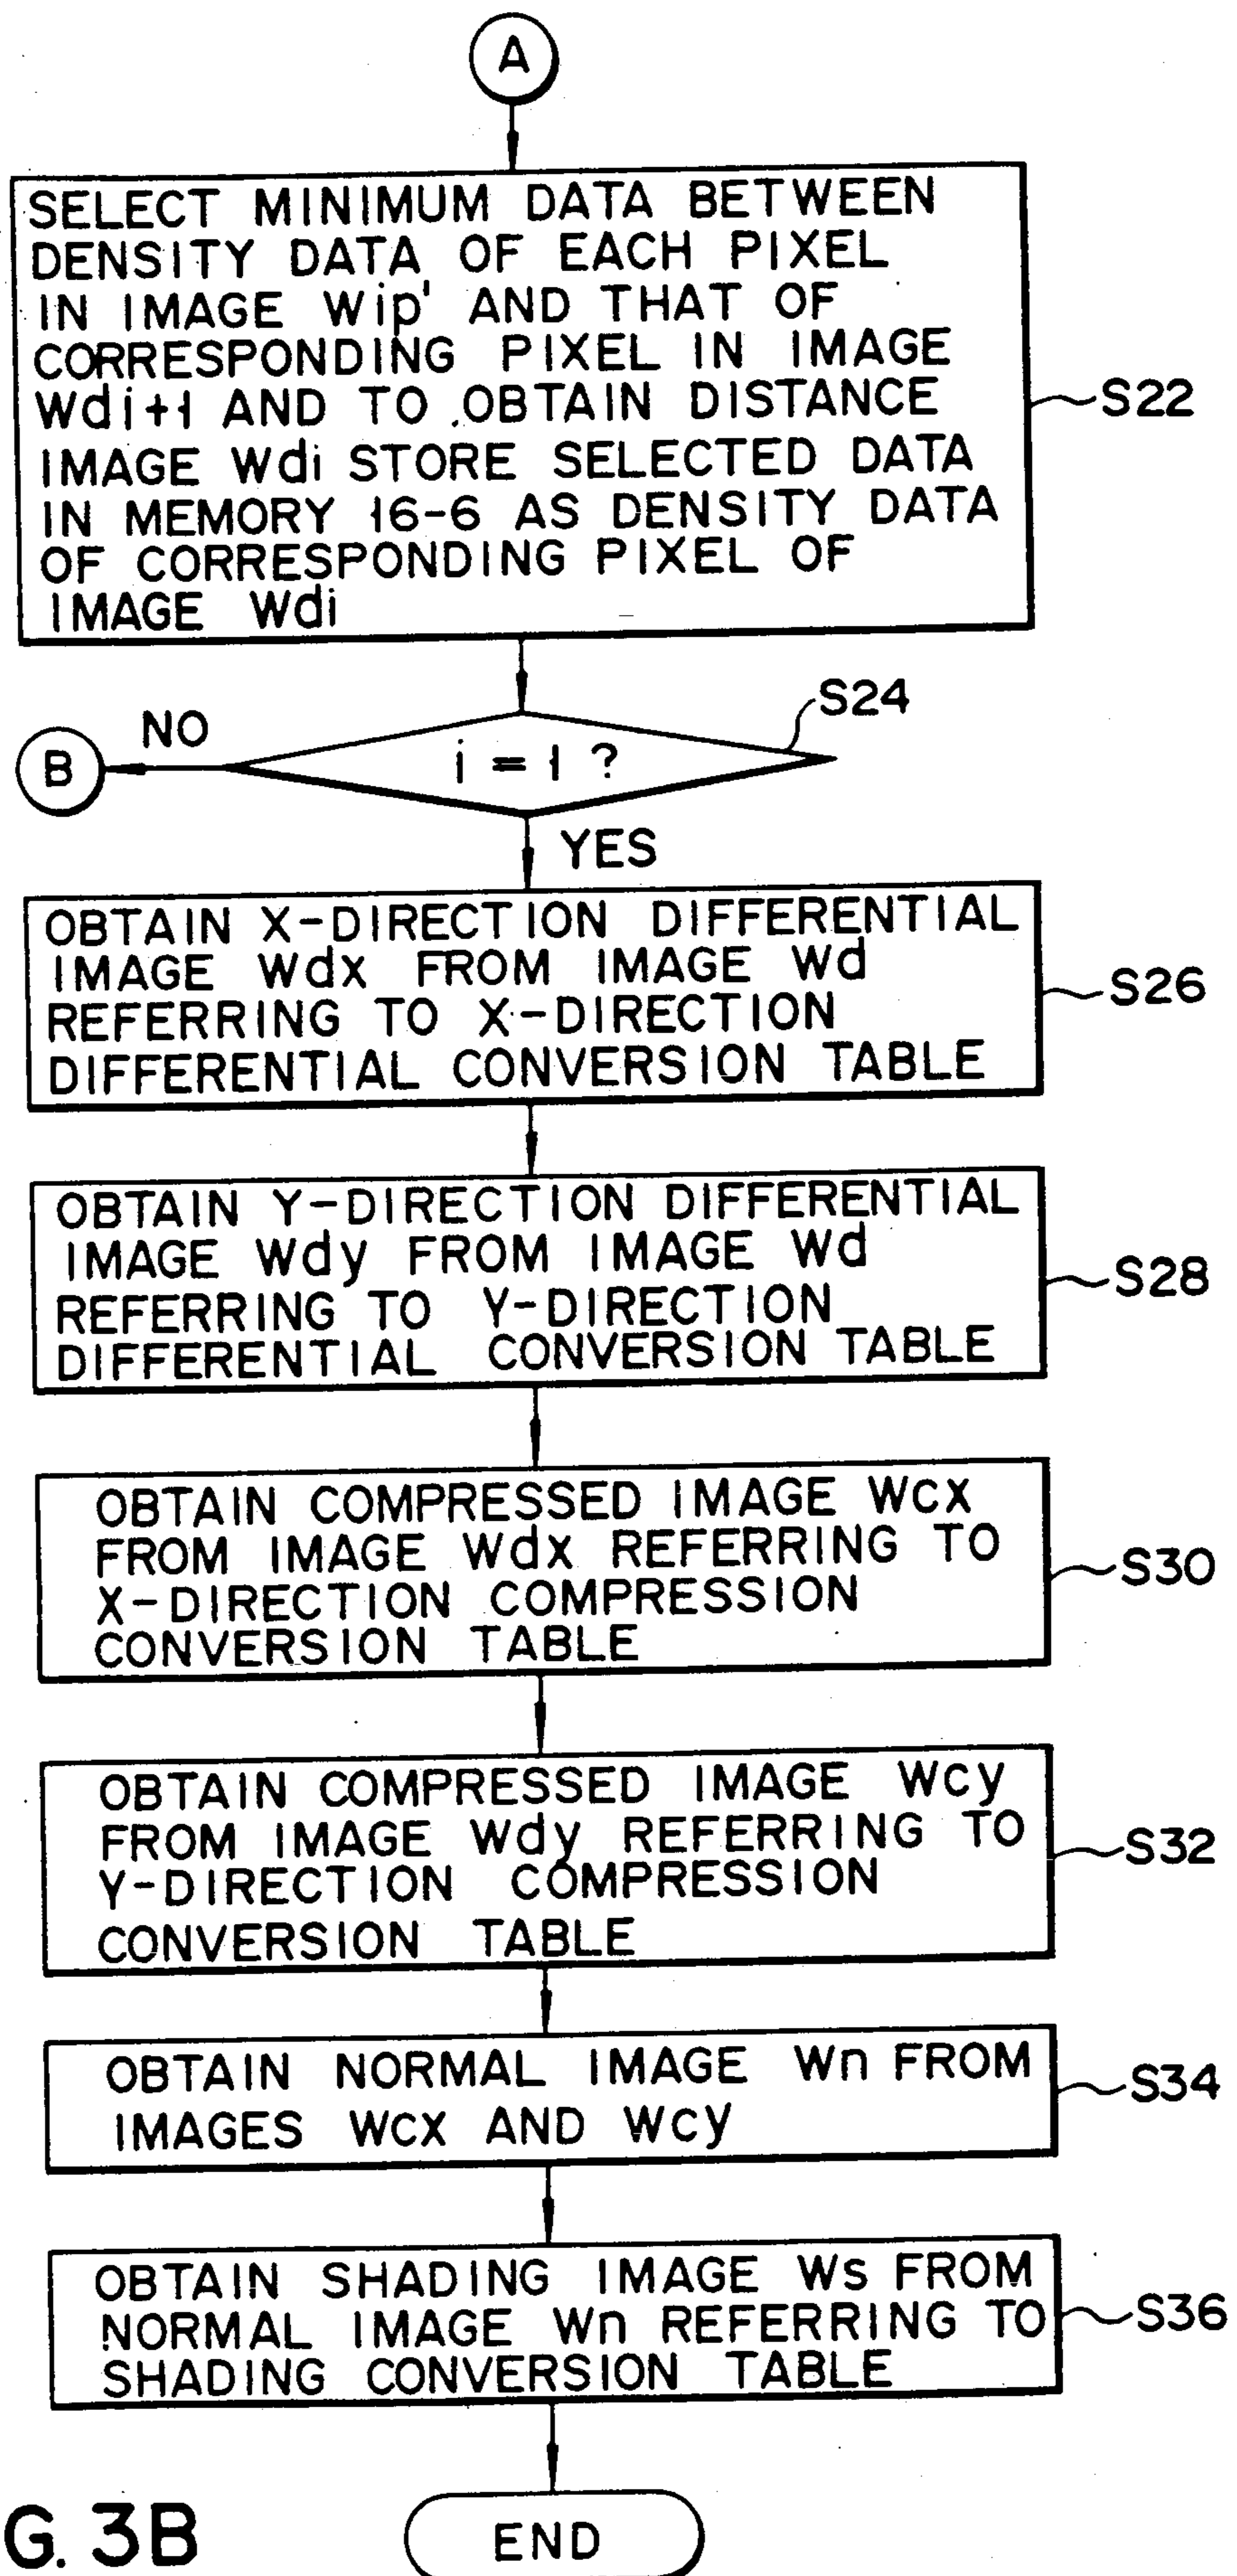 A
SELECT MINIMUM DATA BETWEEN
DENSITY DATA OF EACH PIXEL
IN IMAGE Wip' AND THAT OF
CORRESPONDING PIXEL IN IMAGE
Wdi+1 AND TO OBTAIN DISTANCE
IMAGE Wdi STORE SELECTED DATA
IN MEMORY 16-6 AS DENSITY DATA
OF CORRESPONDING PIXEL OF
IMAGE Wdi
S22
S24
NO
B
i = 1 ?
YES
OBTAIN X-DIRECTION DIFFERENTIAL
IMAGE Wdx FROM IMAGE Wd
REFERRING TO X-DIRECTION
DIFFERENTIAL CONVERSION TABLE
S26
OBTAIN Y-DIRECTION DIFFERENTIAL
IMAGE Wdy FROM IMAGE Wd
REFERRING TO Y-DIRECTION
DIFFERENTIAL CONVERSION TABLE
S28
OBTAIN COMPRESSED IMAGE Wcx
FROM IMAGE Wdx REFERRING TO
X-DIRECTION COMPRESSION
CONVERSION TABLE
S30
OBTAIN COMPRESSED IMAGE Wcy
FROM IMAGE Wdy REFERRING TO
Y-DIRECTION COMPRESSION
CONVERSION TABLE
S32
OBTAIN NORMAL IMAGE Wn FROM
IMAGES Wcx AND Wcy
S34
OBTAIN SHADING IMAGE Ws FROM
NORMAL IMAGE Wn REFERRING TO
SHADING CONVERSION TABLE
S36
END
G. 3B